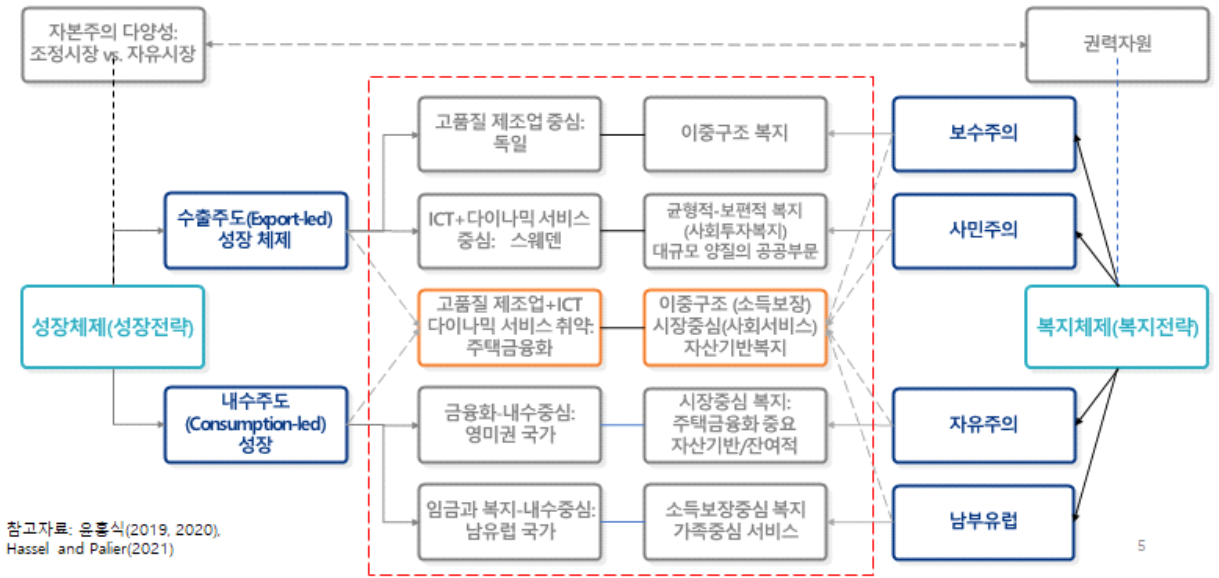 자본주의 다양성:
조정시장 vs. 자유시장
권력자원
고품질 제조업 중심:
독일
이중구조 복지
보수주의
수출주도(Export-led)
성장 체제
ICT+다이나믹 서비스
중심: 스웨덴
균형적-보편적 복지
(사회투자복지)
대규모 양질의 공공부문
사민주의
성장체제(성장전략)
고품질 제조업+ICT
다이나믹 서비스 취약:
주택금융화
이중구조 (소득보장)
시장중심(사회서비스)
자산기반복지
복지체제(복지전략)
내수주도
(Consumption-led)
성장
금융화-내수중심:
영미권 국가
시장중심 복지:
주택금융화 중요
자산기반/잔여적
자유주의
임금과 복지-내수중심:
남유럽 국가
소득보장중심 복지
가족중심 서비스
남부유럽
참고자료: 윤홍식(2019, 2020),
Hassel and Palier(2021)
5